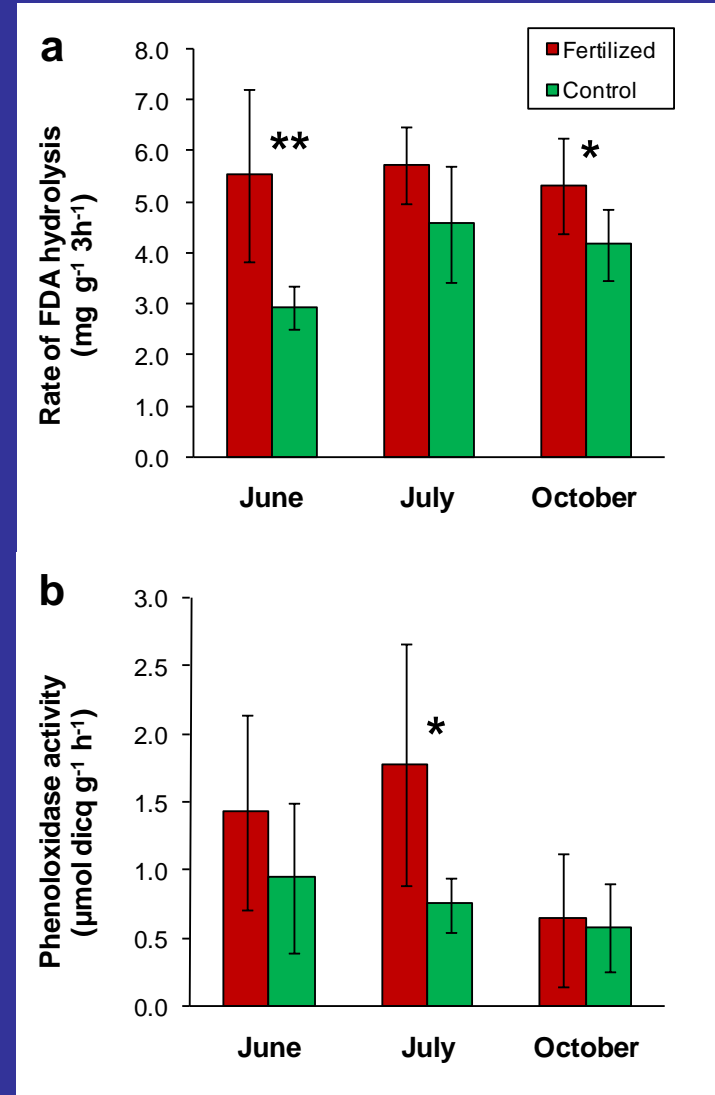 a
Fertilized
Control
Rate of FDA hydrolysis
(mg g⁻¹ 3h⁻¹)
8.0
7.0
6.0
5.0
4.0
3.0
2.0
1.0
0.0
**
*
June July October
b
Phenoloxidase activity
(µmol dicq g⁻¹ h⁻¹)
3.0
2.5
2.0
1.5
1.0
0.5
0.0
*
June July October